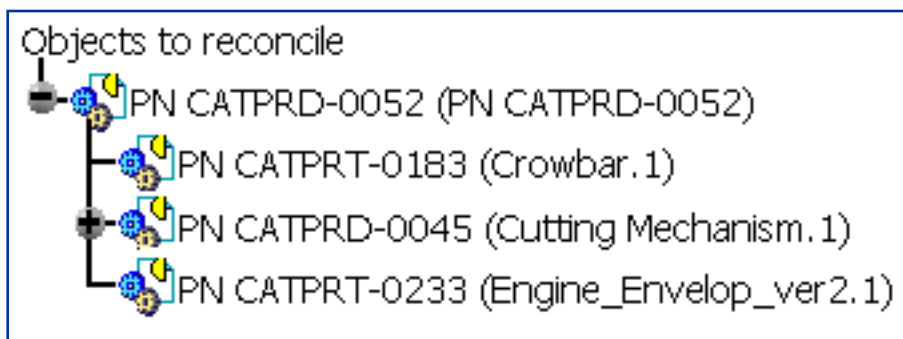 Objects to reconcile
PN CATPRD-0052 (PN CATPRD-0052)
PN CATPRT-0183 (Crowbar.1)
PN CATPRD-0045 (Cutting Mechanism.1)
PN CATPRT-0233 (Engine_Envelop_ver2.1)